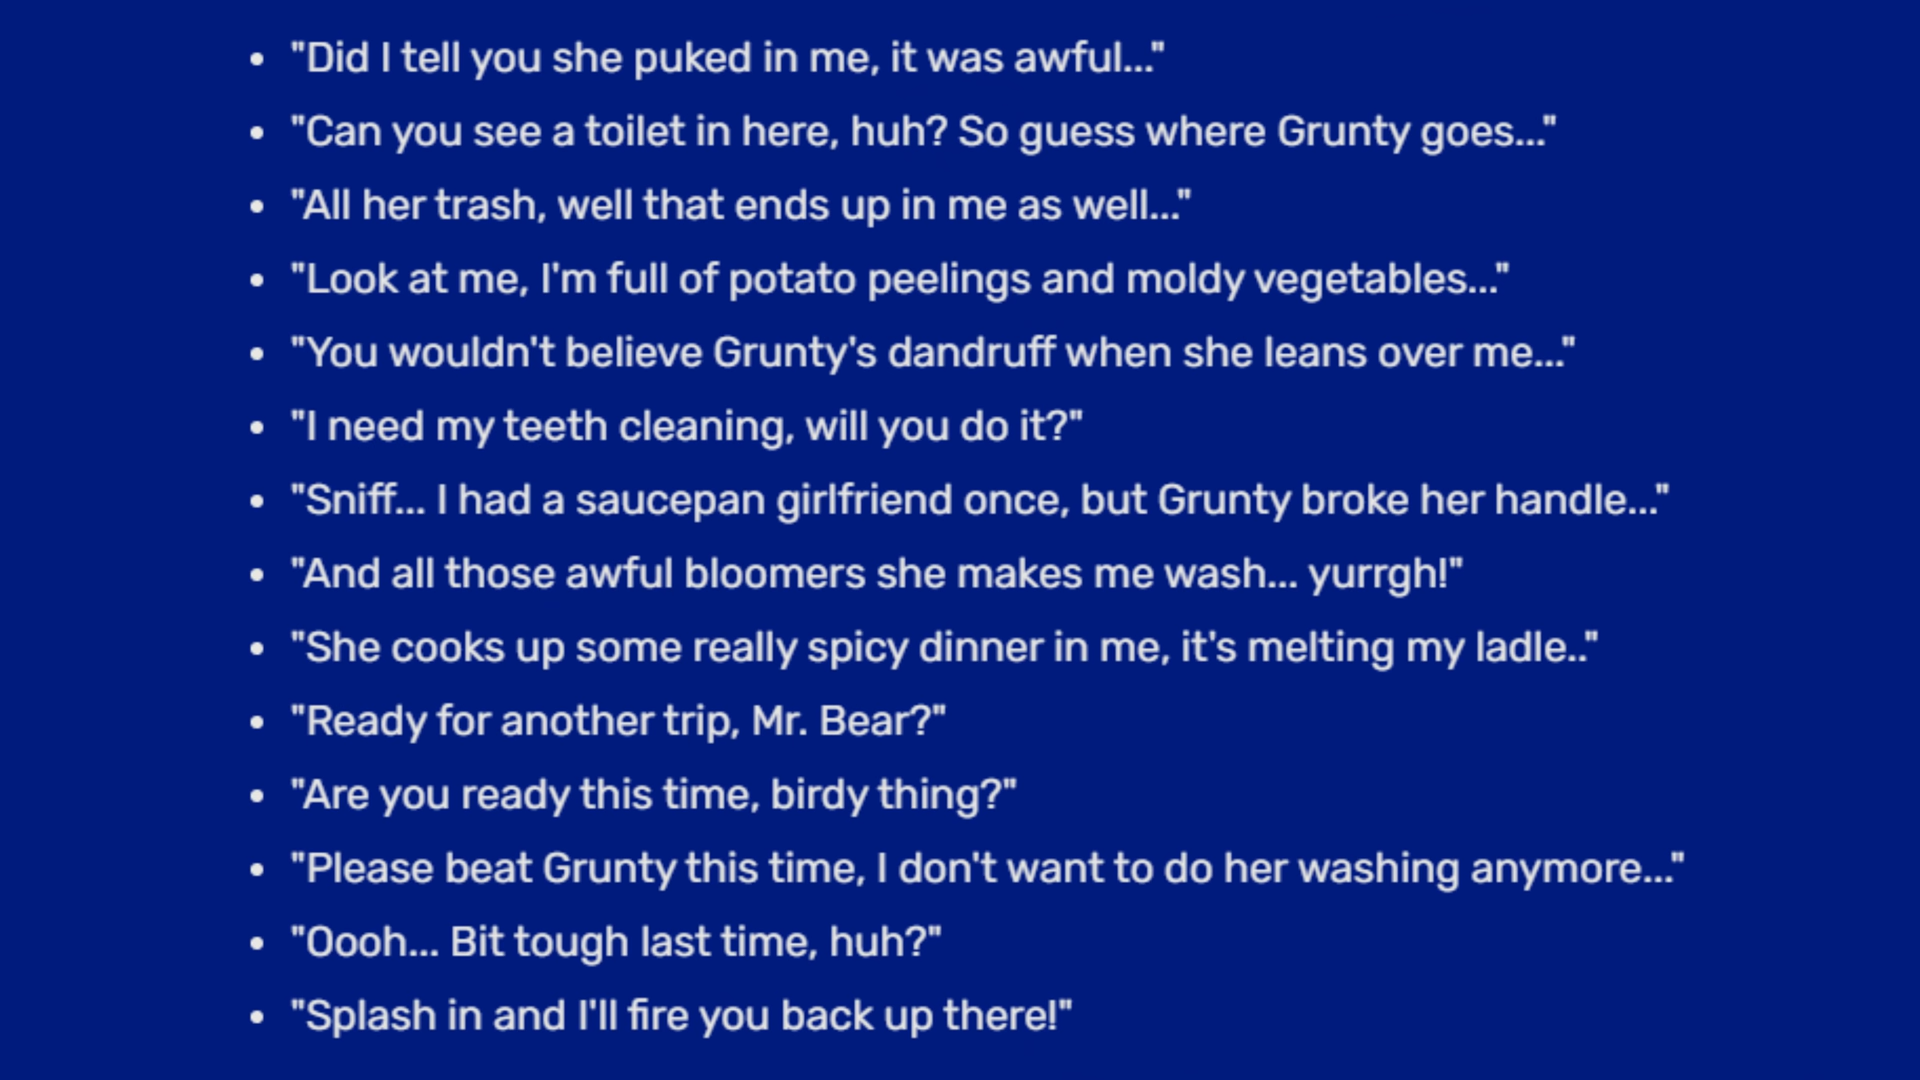 • "Did I tell you she puked in me, it was awful..."
• "Can you see a toilet in here, huh? So guess where Grunty goes..."
• "All her trash, well that ends up in me as well..."
• "Look at me, I'm full of potato peelings and moldy vegetables..."
• "You wouldn't believe Grunty's dandruff when she leans over me..."
• "I need my teeth cleaning, will you do it?"
• "Sniff... I had a saucepan girlfriend once, but Grunty broke her handle..."
• "And all those awful bloomers she makes me wash... yurrgh!"
• "She cooks up some really spicy dinner in me, it's melting my ladle.."
• "Ready for another trip, Mr. Bear?"
• "Are you ready this time, birdy thing?"
• "Please beat Grunty this time, I don't want to do her washing anymore..."
• "Oooh... Bit tough last time, huh?"
• "Splash in and I'll fire you back up there!"